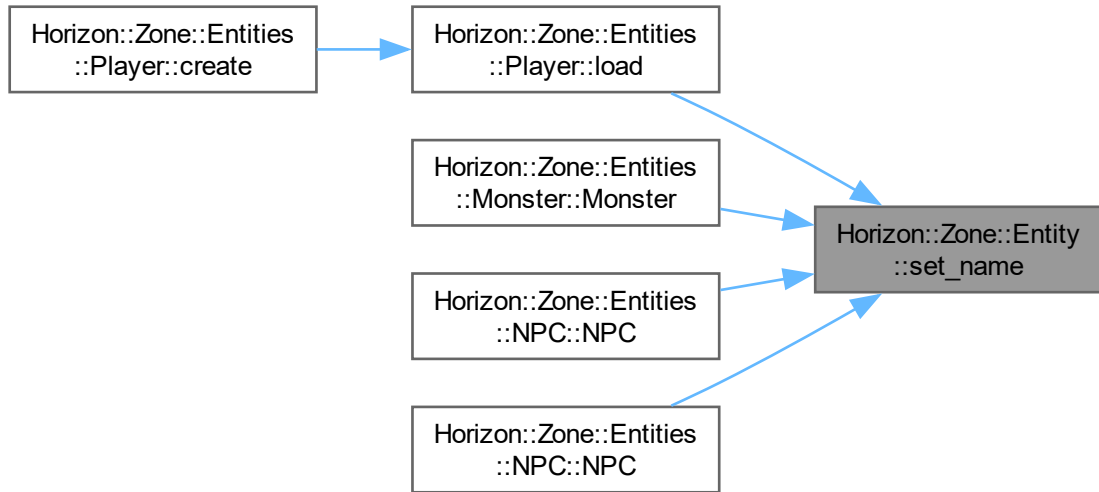 Horizon::Zone::Entities
::Player::create
Horizon::Zone::Entities
::Player::load
Horizon::Zone::Entities
::Monster::Monster
Horizon::Zone::Entity
::set_name
Horizon::Zone::Entities
::NPC::NPC
Horizon::Zone::Entities
::NPC::NPC